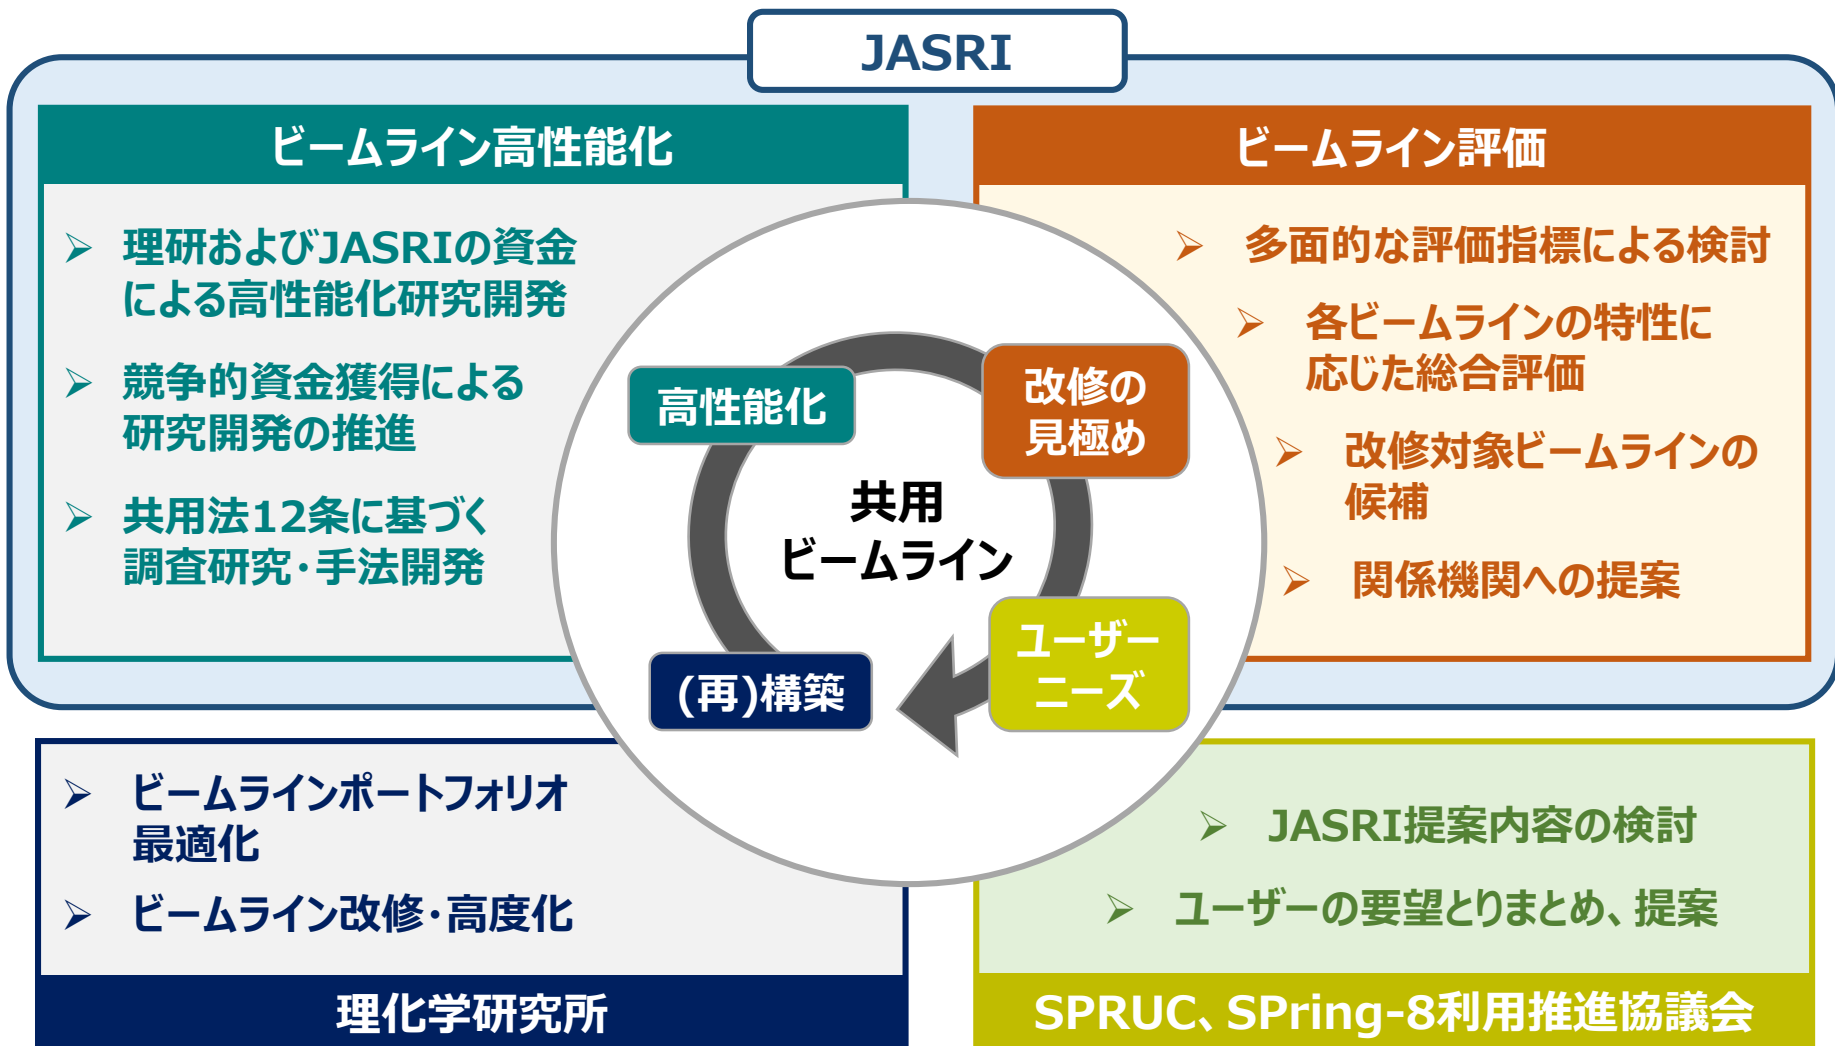 JASRI
ビームライン高性能化
➢ 理研およびJASRIの資金
による高性能化研究開発
➢ 競争的資金獲得による
研究開発の推進
➢ 共用法12条に基づく
調査研究・手法開発
ビームライン評価
➢ 多面的な評価指標による検討
➢ 各ビームラインの特性に
応じた総合評価
➢ 改修対象ビームラインの
候補
➢ 関係機関への提案
高性能化
改修の
見極め
共用
ビームライン
(再)構築
ユーザー
ニーズ
➢ ビームラインポートフォリオ
最適化
➢ ビームライン改修・高度化
理化学研究所
➢ JASRI提案内容の検討
➢ ユーザーの要望とりまとめ、提案
SPRUC、SPring-8利用推進協議会